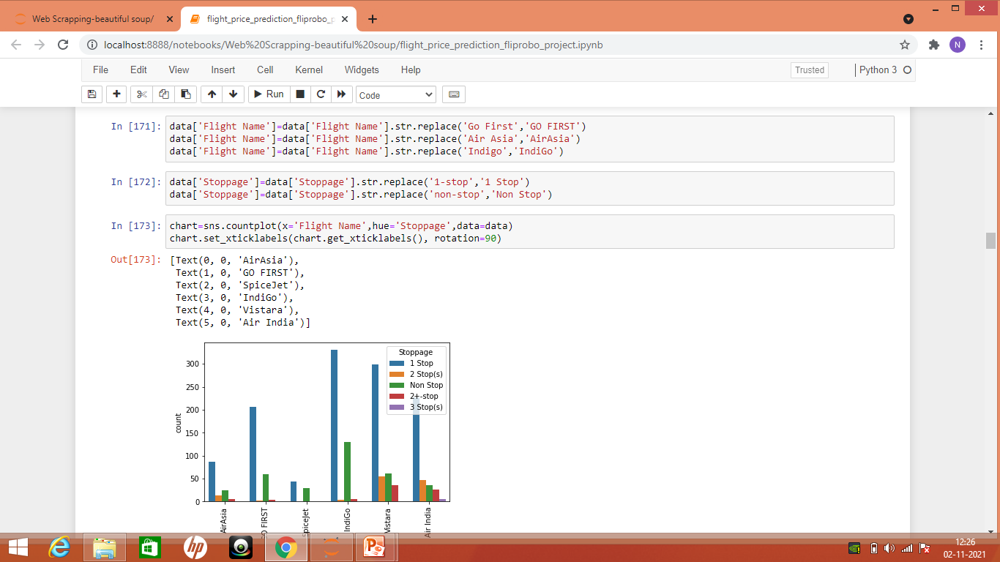 Web Scrapping-beautiful soup/
flight_price_prediction_fliprobo_p
localhost:8888/notebooks/Web%20Scrapping-beautiful%20soup/flight_price_prediction_fliprobo_project.ipynb
N
File Edit View Insert Cell Kernel Widgets Help
Trusted
Python 3
Run
Code
In [171]:
data['Flight Name']=data['Flight Name'].str.replace('Go First','GO FIRST')
data['Flight Name']=data['Flight Name'].str.replace('Air Asia','AirAsia')
data['Flight Name']=data['Flight Name'].str.replace('Indigo','IndiGo')
In [172]:
data['Stoppage']=data['Stoppage'].str.replace('1-stop','1 Stop')
data['Stoppage']=data['Stoppage'].str.replace('non-stop','Non Stop')
In [173]:
chart=sns.countplot(x='Flight Name',hue='Stoppage',data=data)
chart.set_xticklabels(chart.get_xticklabels(), rotation=90)
Out[173]:
[Text(0, 0, 'AirAsia'),
Text(1, 0, 'GO FIRST'),
Text(2, 0, 'SpiceJet'),
Text(3, 0, 'IndiGo'),
Text(4, 0, 'Vistara'),
Text(5, 0, 'Air India')]
Stoppage
1 Stop
2 Stop(s)
Non Stop
2+-stop
3 Stop(s)
300
250
200
150
100
50
0
count
AirAsia
GO FIRST
SpiceJet
IndiGo
Vistara
Air India
hp
P
12:26
02-11-2021